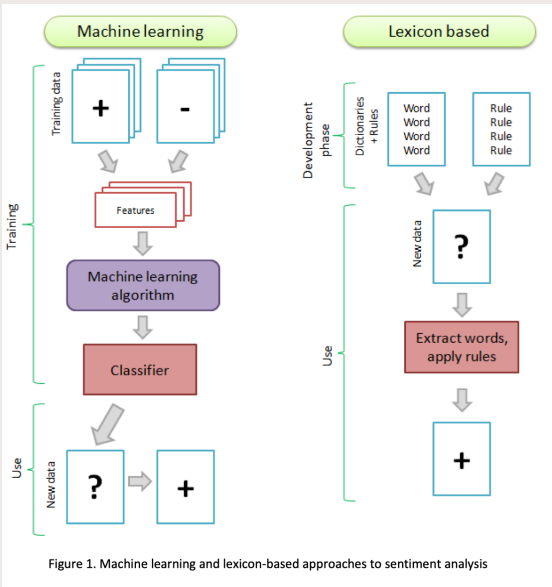 Machine learning
Training data
+
-
Features
Machine learning
algorithm
Classifier
Training
Use
New data
?
+
Lexicon based
Development
phase
Dictionaries
+ Rules
Word
Word
Word
Word
Rule
Rule
Rule
Rule
New data
?
Use
Extract words,
apply rules
+
Figure 1. Machine learning and lexicon-based approaches to sentiment analysis